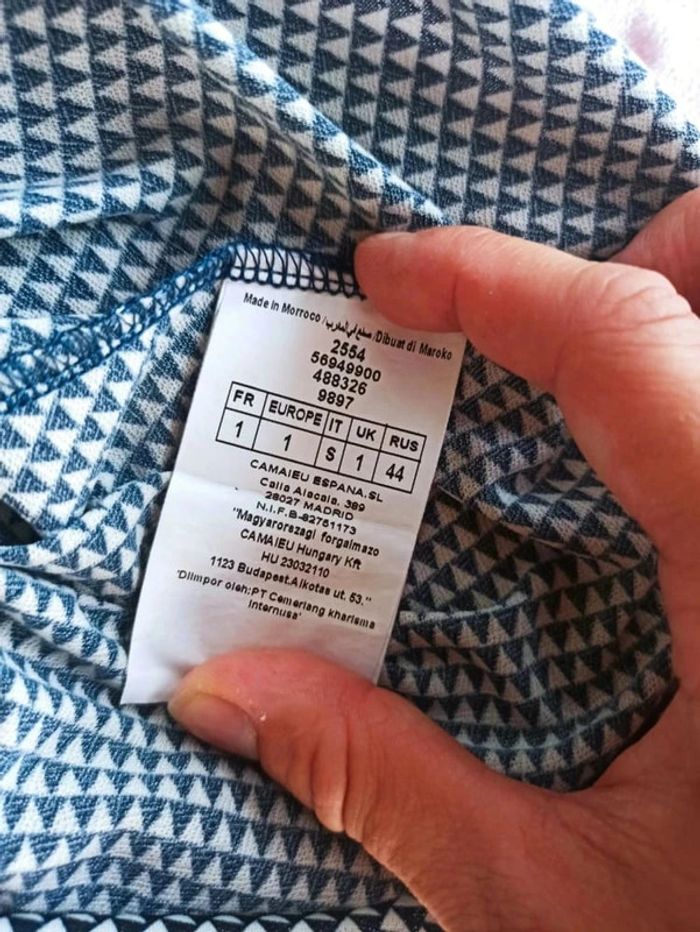 Made in Morroco /صنع في المغرب /Dibuat di Maroko
2554
56949900
488326
9897
FR EUROPE IT UK RUS
1 1 S 1 44
CAMAIEU ESPANA.SL
Calla Alacala. 389
28027 MADRID
N.I.F.B-82751173
"Magyarorszagi forgalmazo
CAMAIEU Hungary Kft
HU 23032110
1123 Budapest.Alkotas ut. 53."
'Diimpor oleh:PT Cemerlang kharisma
Internusa'